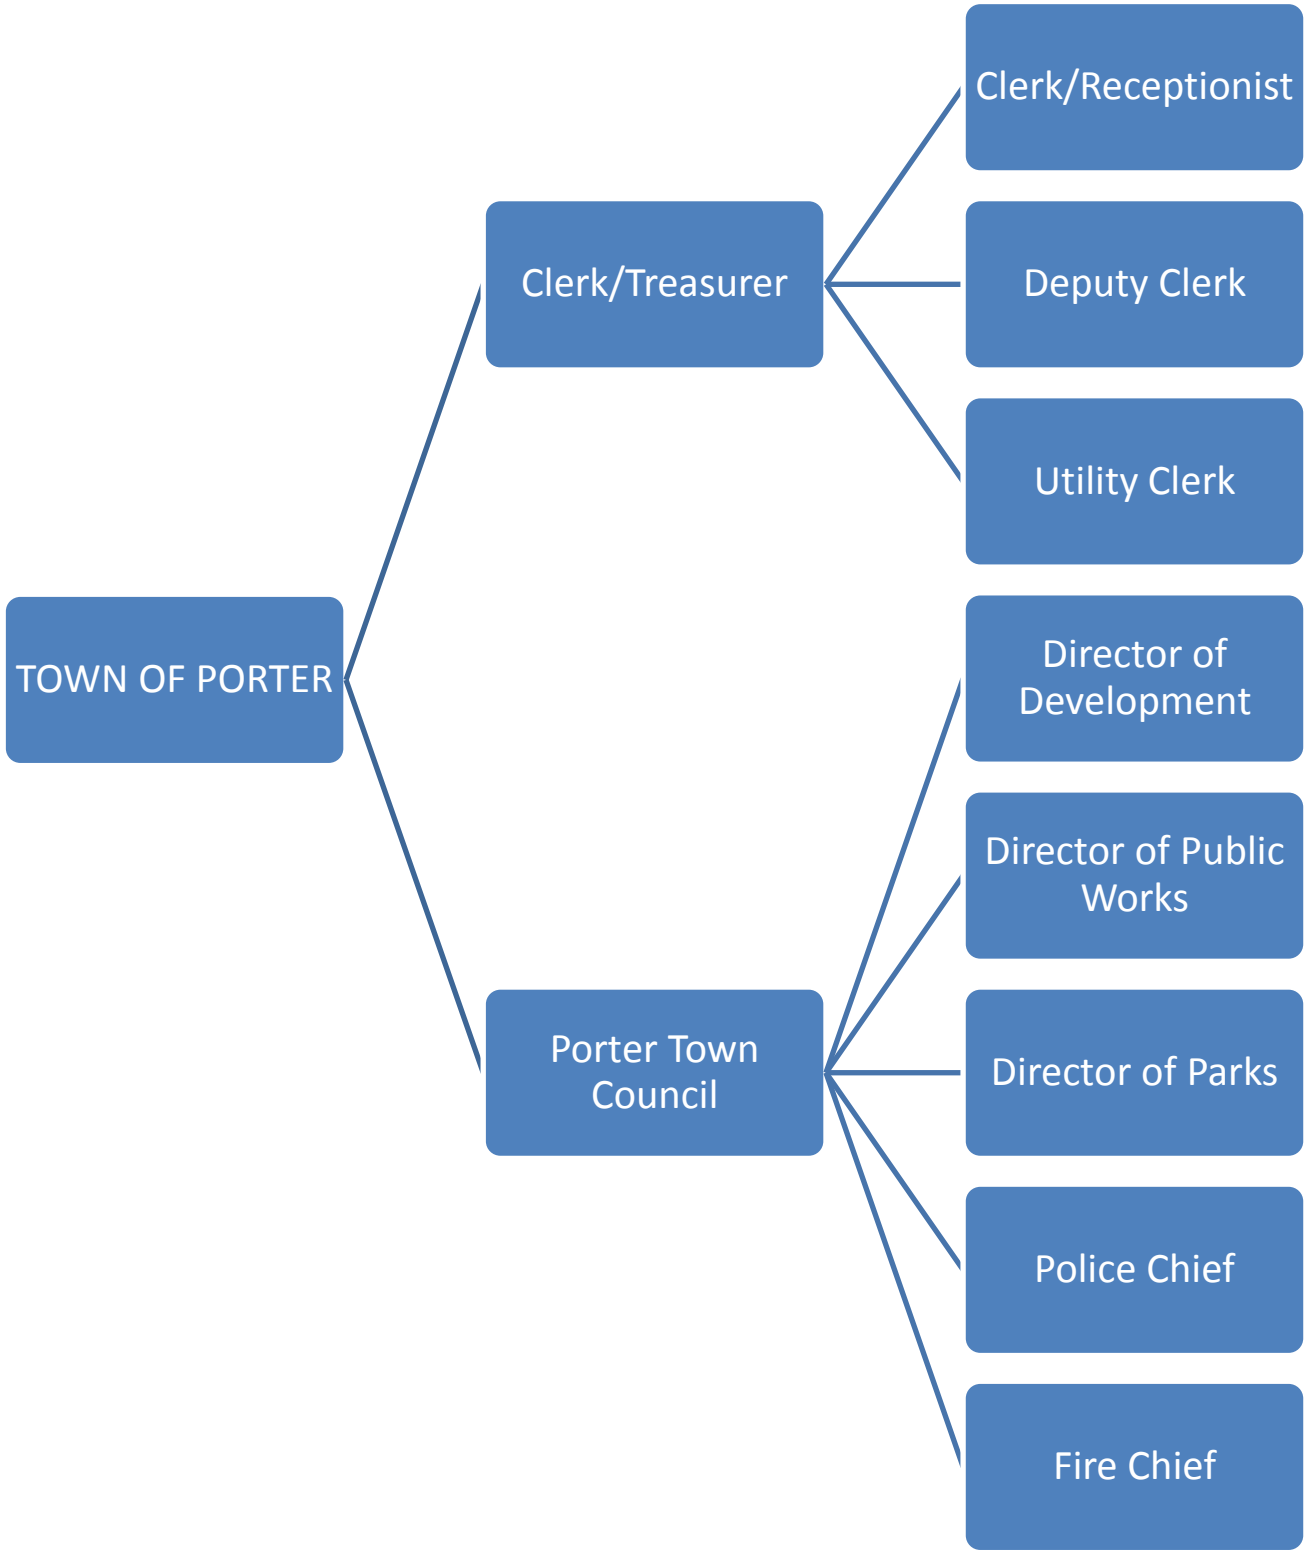 Clerk/Receptionist
Clerk/Treasurer
Deputy Clerk
Utility Clerk
TOWN OF PORTER
Director of
Development
Director of Public
Works
Porter Town
Council
Director of Parks
Police Chief
Fire Chief